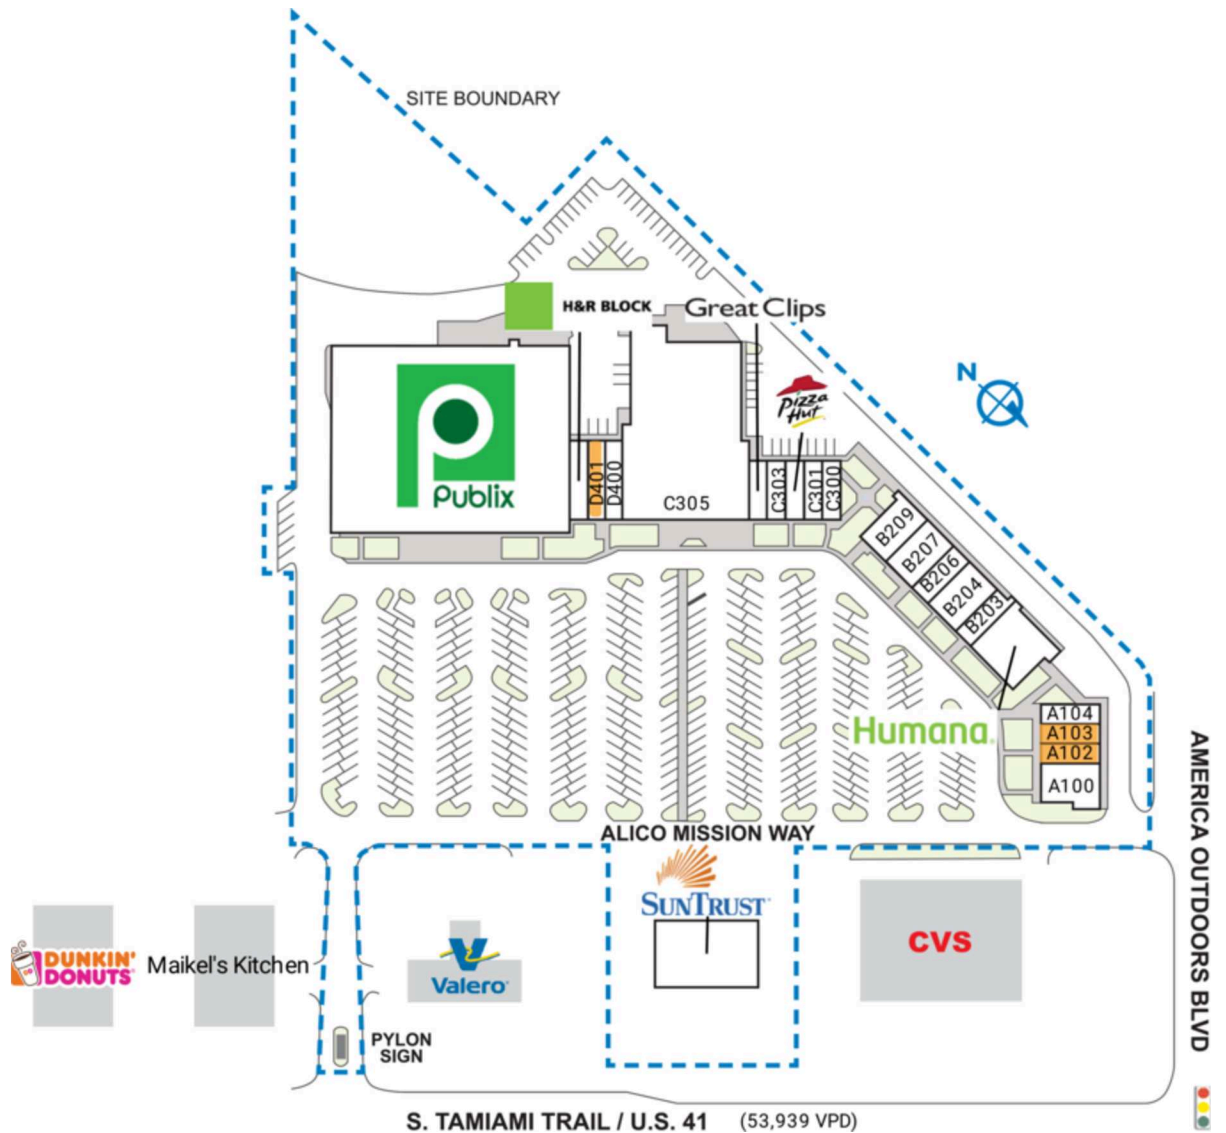 SITE BOUNDARY
H&R BLOCK
Great Clips
N
Pizza
Hut
Publix
D401
D400
C305
C303
C301
C300
B209
B207
B206
B204
B203
Humana
A104
A103
A102
A100
AMERICA OUTDOORS BLVD
ALICO MISSION WAY
SUNTRUST
CVS
DUNKIN'
DONUTS
Maikel's Kitchen
Valero
PYLON
SIGN
S. TAMIAMI TRAIL / U.S. 41 (53,939 VPD)